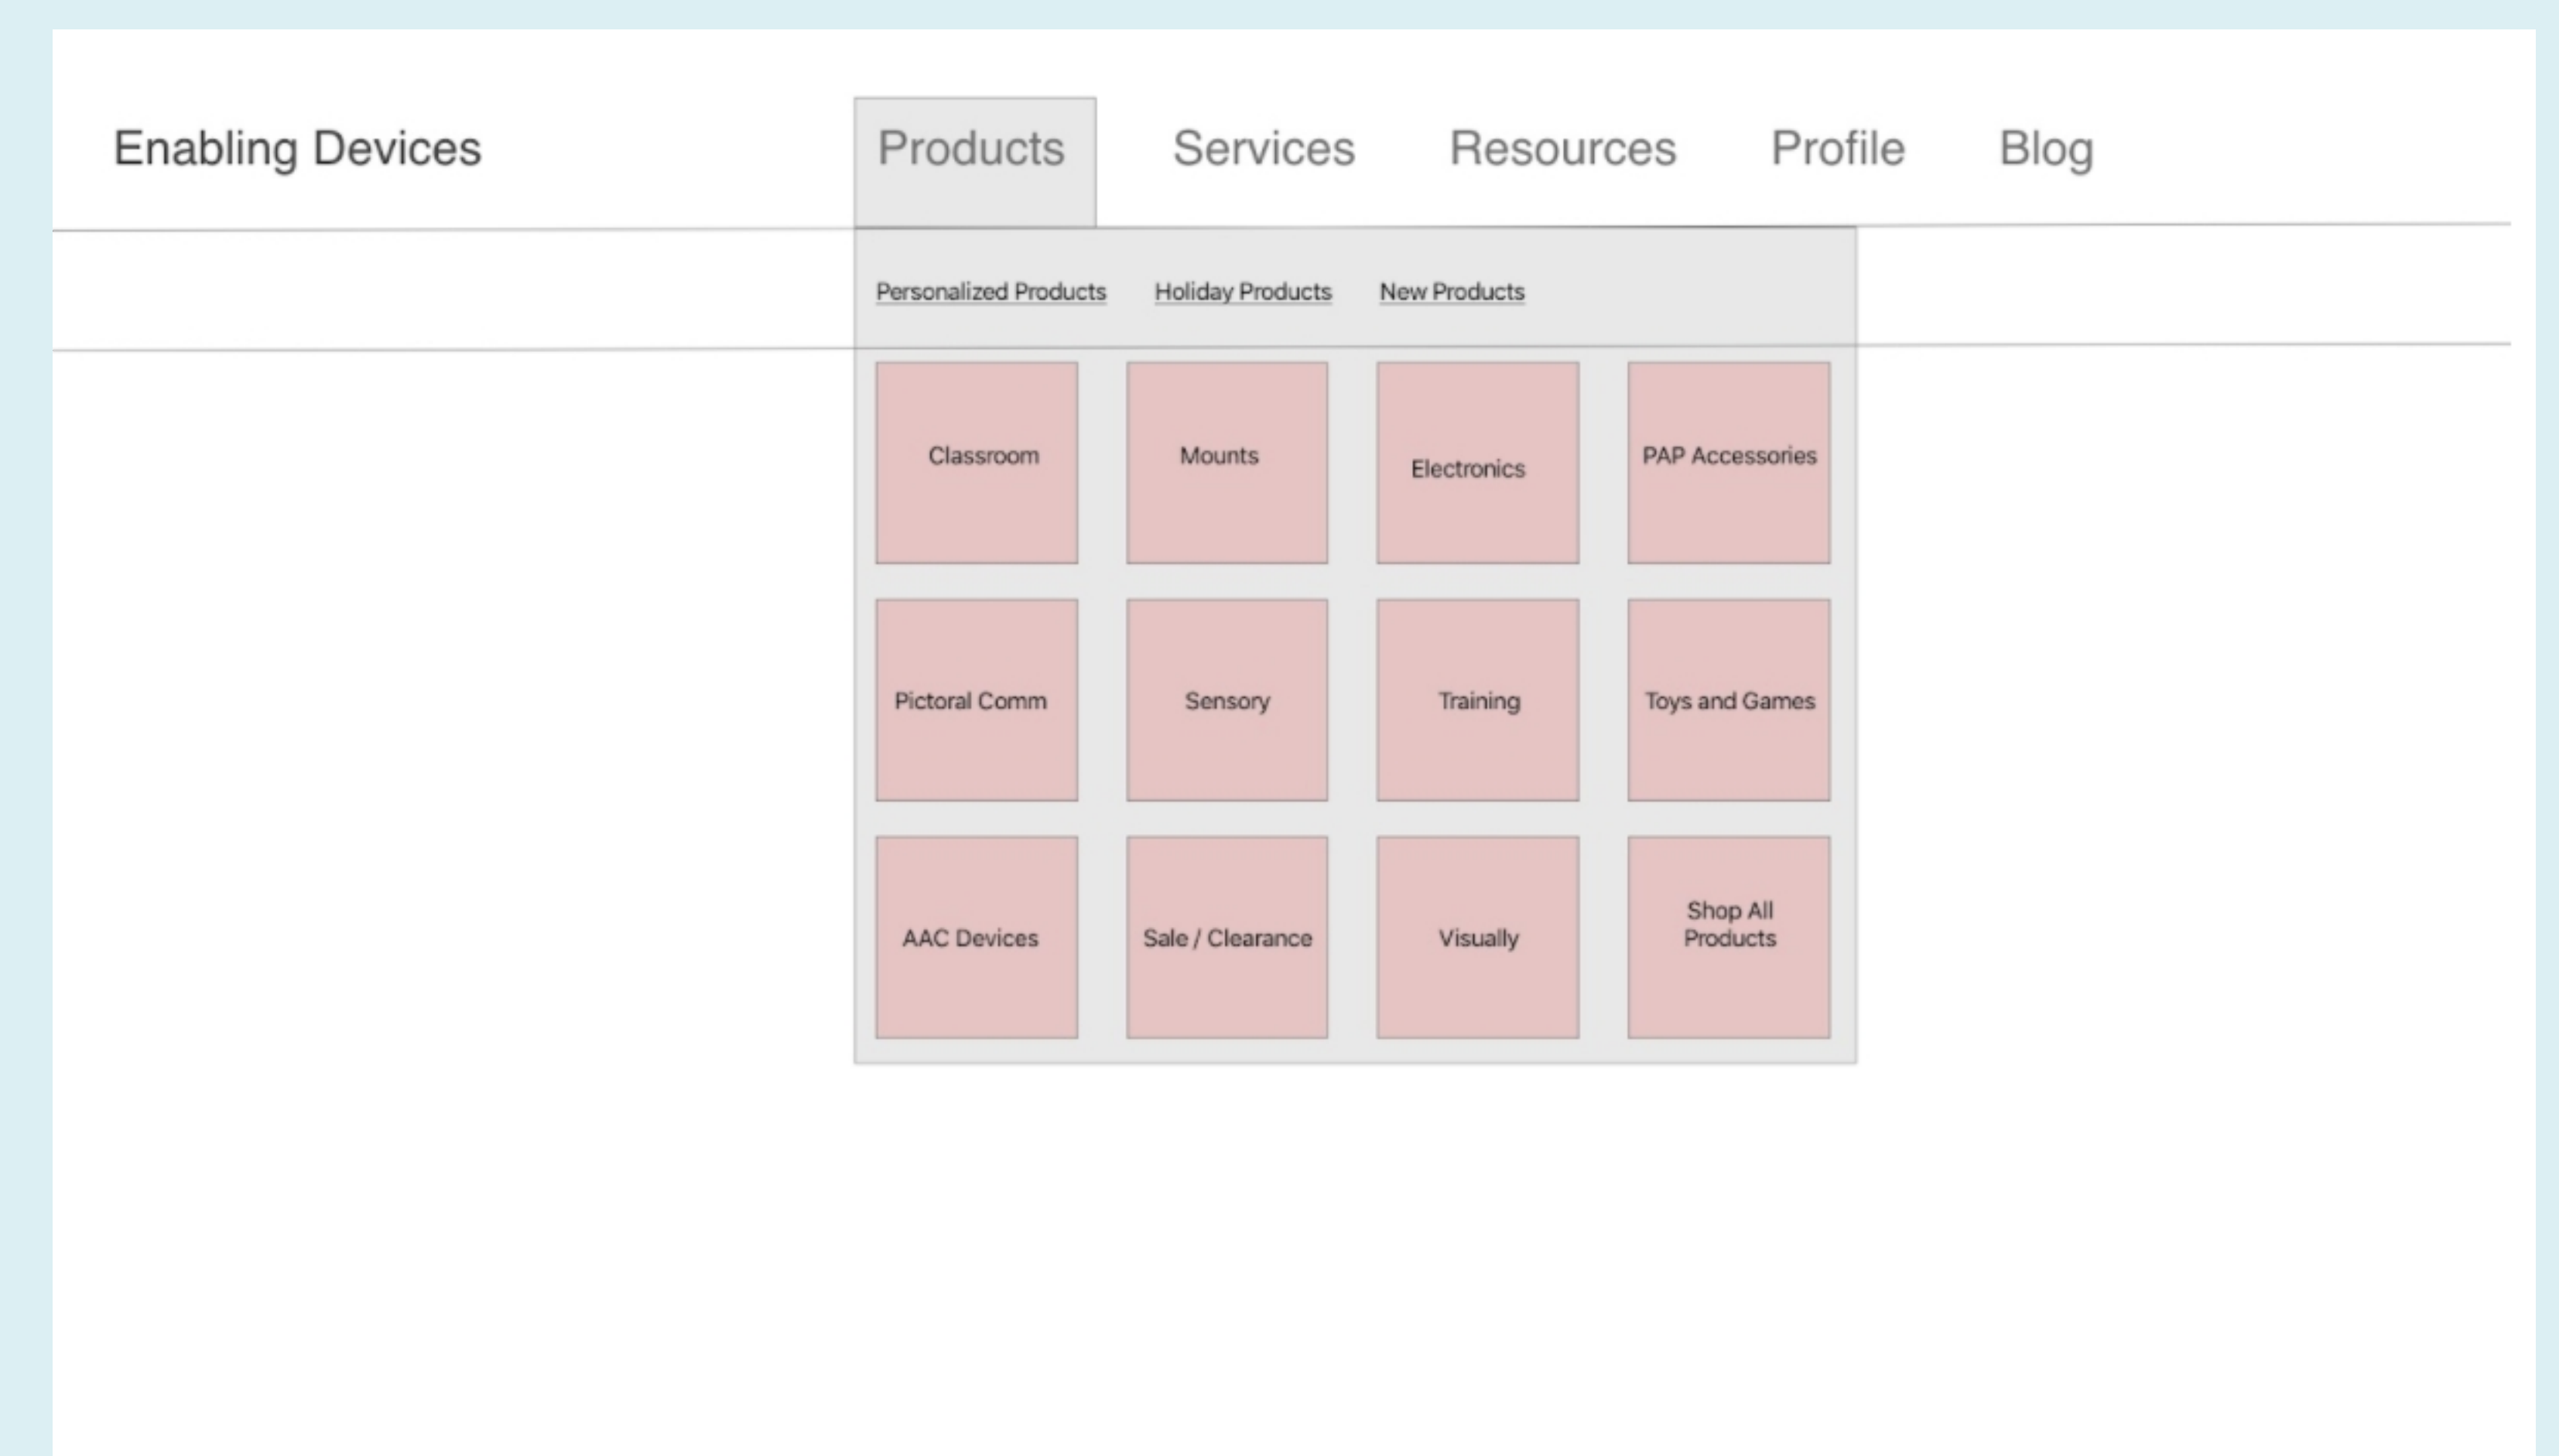 Enabling Devices
Products
Services
Resources
Profile
Blog
Personalized Products
Holiday Products
New Products
Classroom
Mounts
Electronics
PAP Accessories
Pictoral Comm
Sensory
Training
Toys and Games
AAC Devices
Sale / Clearance
Visually
Shop All
Products